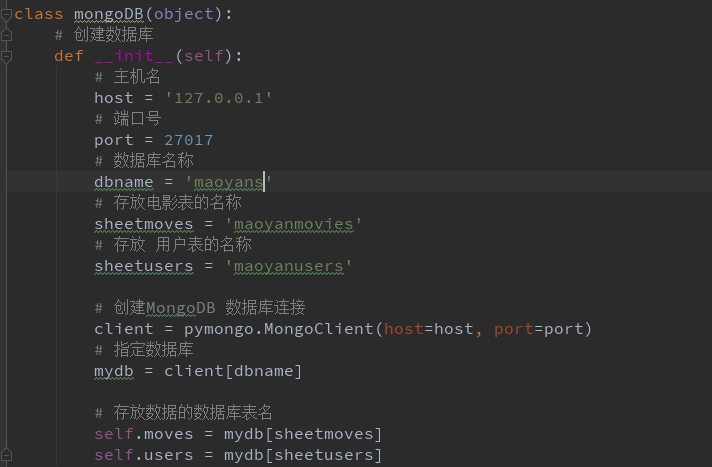 class mongoDB(object):
    # 创建数据库
    def __init__(self):
        # 主机名
        host = '127.0.0.1'
        # 端口号
        port = 27017
        # 数据库名称
        dbname = 'maoyans'
        # 存放电影表的名称
        sheetmoves = 'maoyanmovies'
        # 存放 用户表的名称
        sheetusers = 'maoyanusers'

        # 创建MongoDB 数据库连接
        client = pymongo.MongoClient(host=host, port=port)
        # 指定数据库
        mydb = client[dbname]

        # 存放数据的数据库表名
        self.moves = mydb[sheetmoves]
        self.users = mydb[sheetusers]